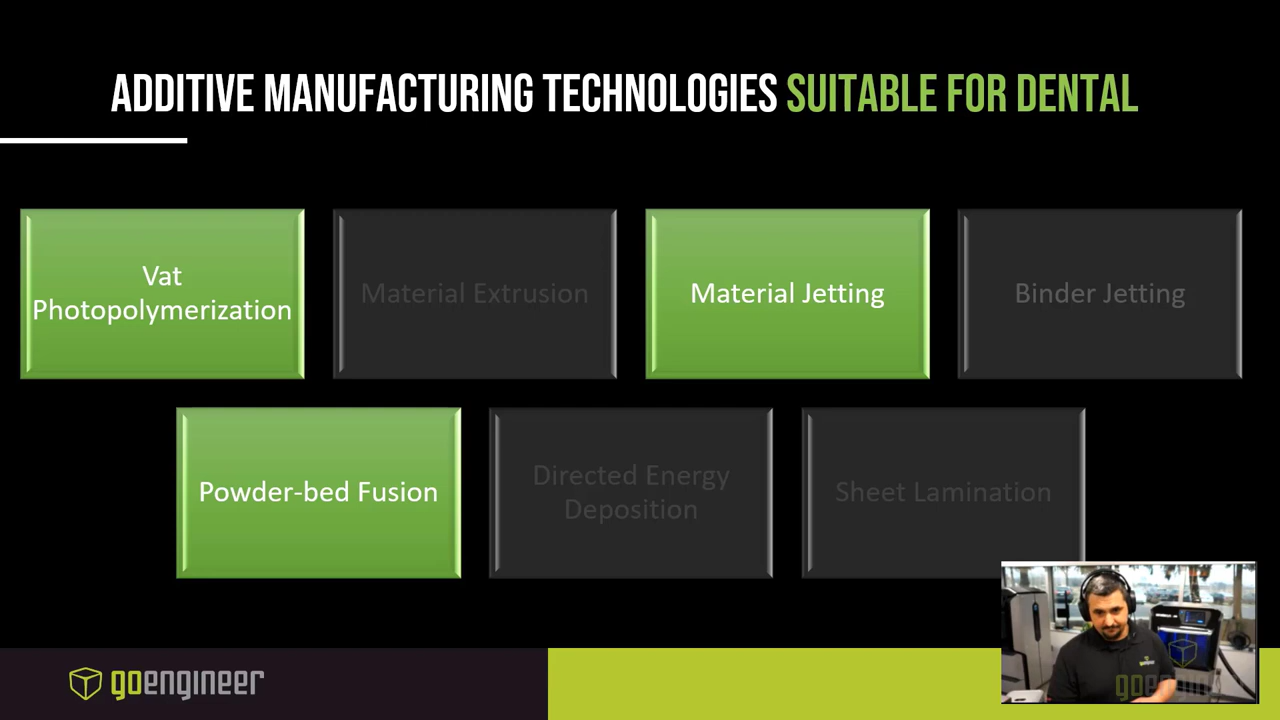 ADDITIVE MANUFACTURING TECHNOLOGIES SUITABLE FOR DENTAL
Vat
Photopolymerization
Material Extrusion
Material Jetting
Binder Jetting
Powder-bed Fusion
Directed Energy
Deposition
Sheet Lamination
goengineer